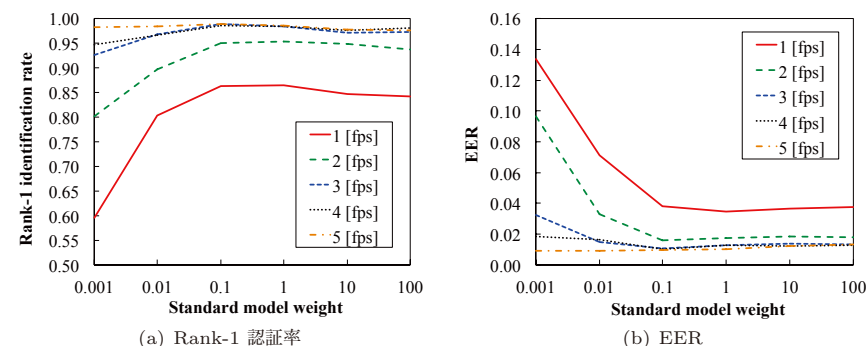 1.00
0.95
0.90
0.85
0.80
0.75
0.70
0.65
0.60
0.55
0.50
Rank-1 identification rate
1 [fps]
2 [fps]
3 [fps]
4 [fps]
5 [fps]
0.001 0.01 0.1 1 10 100
Standard model weight
(a) Rank-1 認証率
0.16
0.14
0.12
0.10
0.08
0.06
0.04
0.02
0.00
EER
1 [fps]
2 [fps]
3 [fps]
4 [fps]
5 [fps]
0.001 0.01 0.1 1 10 100
Standard model weight
(b) EER